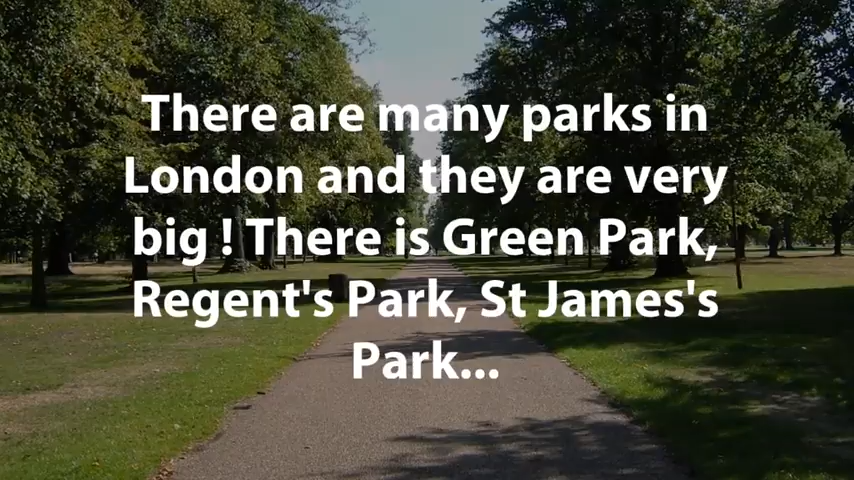 There are many parks in
London and they are very
big ! There is Green Park,
Regent's Park, St James's
Park...